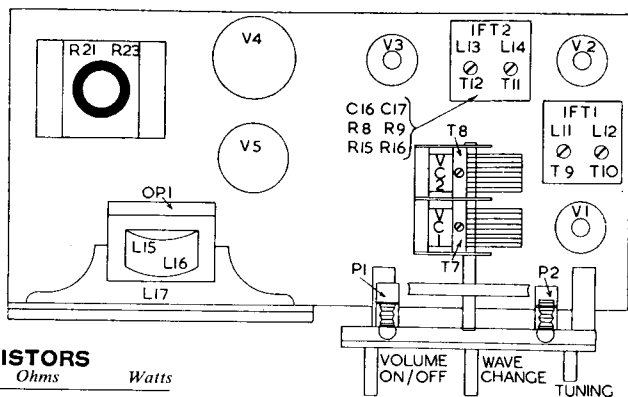 R21 R23
V4
V3
IFT2
L13 L14
T12 T11
V2
C16 C17
R8 R9
R15 R16
T8
IFT1
L11 L12
T9 T10
V5
VC2
VC1
V1
OP.1
L15
L16
L17
T7
P1
P2
ISTORS
Ohms Watts
VOLUME
ON/OFF
WAVE
CHANGE
TUNING